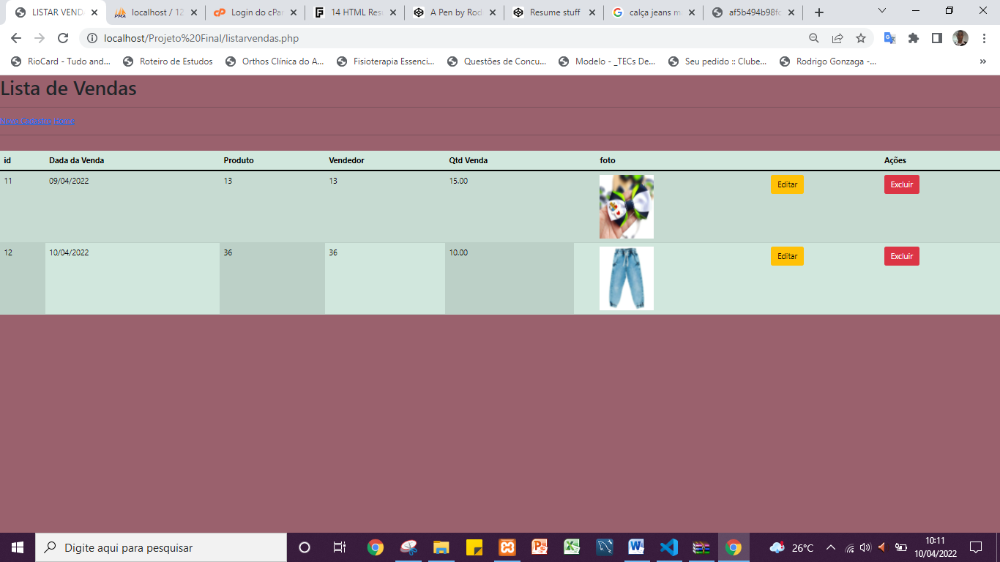 LISTAR VEND
localhost / 12
Login do cPar
14 HTML Resu
A Pen by Rod
Resume stuff
calça jeans m
af5b494b98fc
localhost/Projeto%20Final/listarvendas.php
RioCard - Tudo and...
Roteiro de Estudos
Orthos Clínica do A...
Fisioterapia Essenci...
Questões de Concu...
Modelo - _TECs De...
Seu pedido :: Clube...
Rodrigo Gonzaga -...
Lista de Vendas
Novo Cadastro Home
id Dada da Venda Produto Vendedor Qtd Venda foto Ações
11 09/04/2022 13 13 15.00 Editar Excluir
12 10/04/2022 36 36 10.00 Editar Excluir
Digite aqui para pesquisar
26°C
10:11
10/04/2022